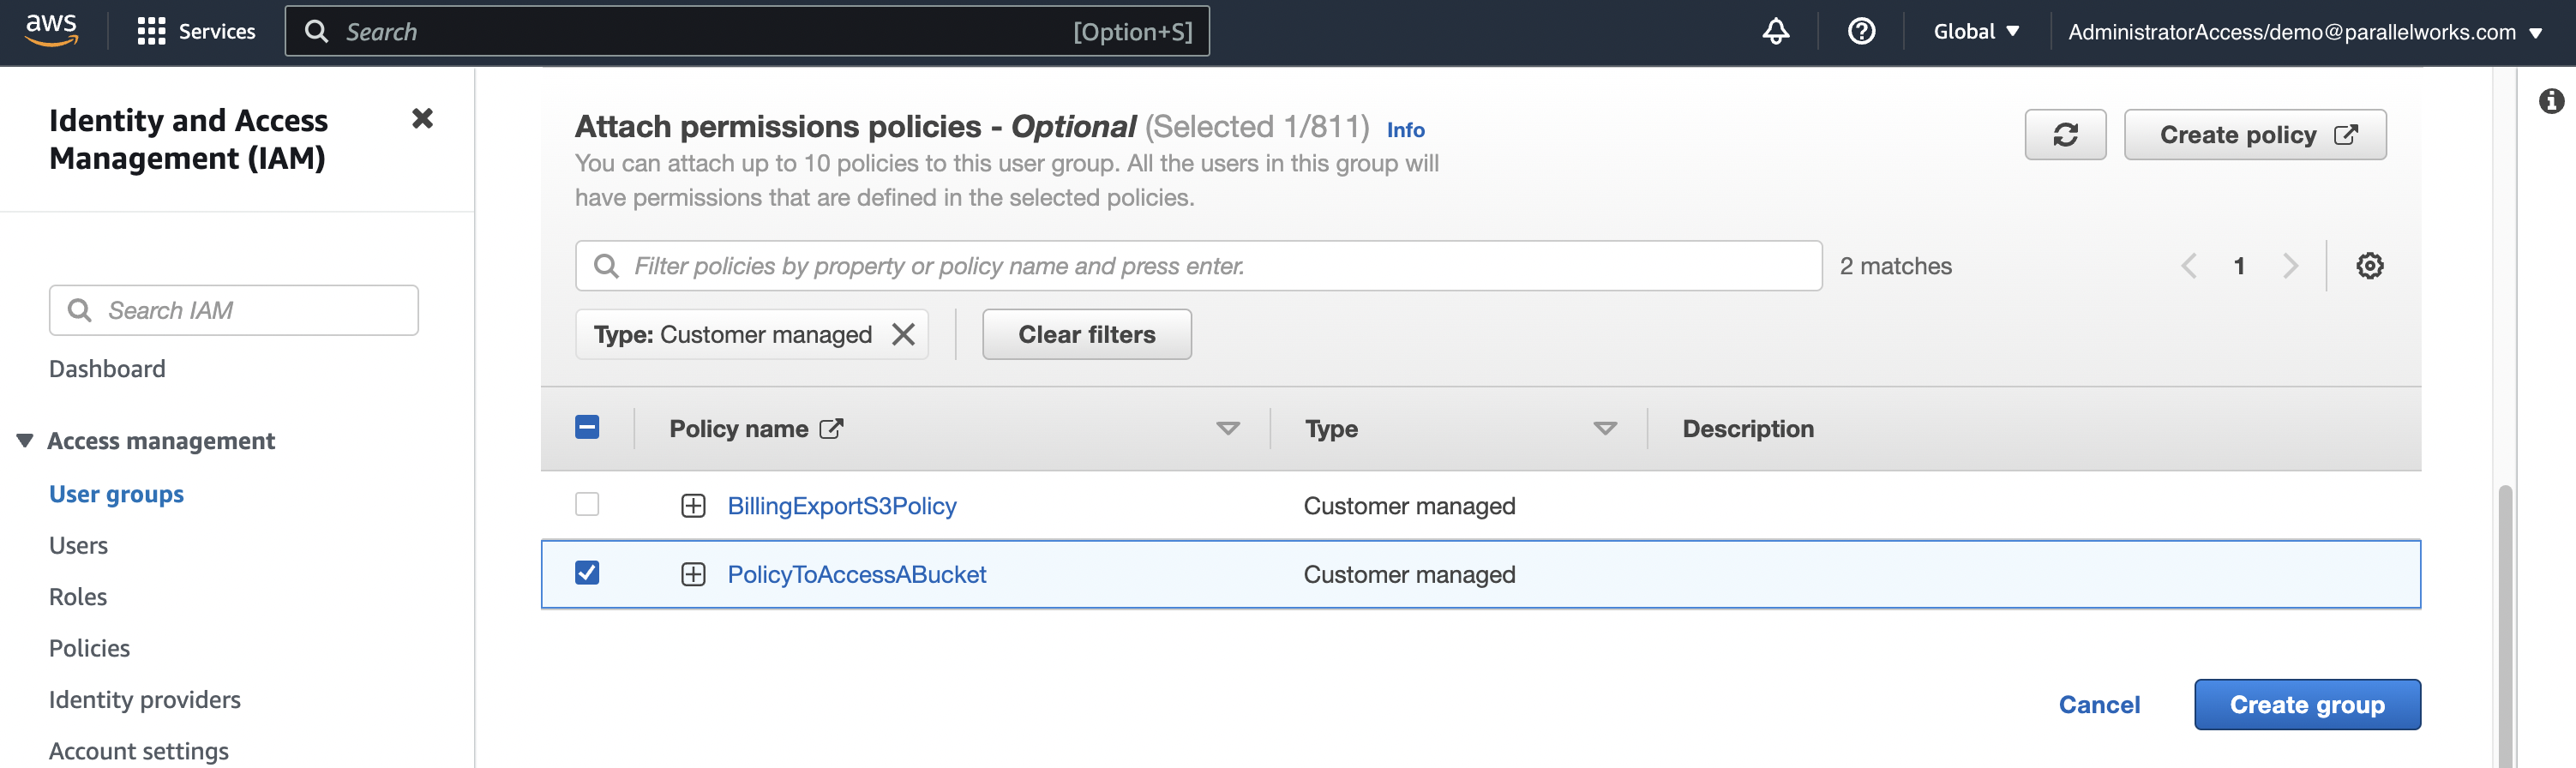 aws
Services
Search
[Option+S]
Global
AdministratorAccess/demo@parallelworks.com
Identity and Access
Management (IAM)
Search IAM
Dashboard
Access management
User groups
Users
Roles
Policies
Identity providers
Account settings
Attach permissions policies - Optional (Selected 1/811) Info
You can attach up to 10 policies to this user group. All the users in this group will
have permissions that are defined in the selected policies.
Create policy
Filter policies by property or policy name and press enter.
2 matches
1
Type: Customer managed
Clear filters
Policy name
Type
Description
BillingExportS3Policy
Customer managed
PolicyToAccessABucket
Customer managed
Cancel
Create group